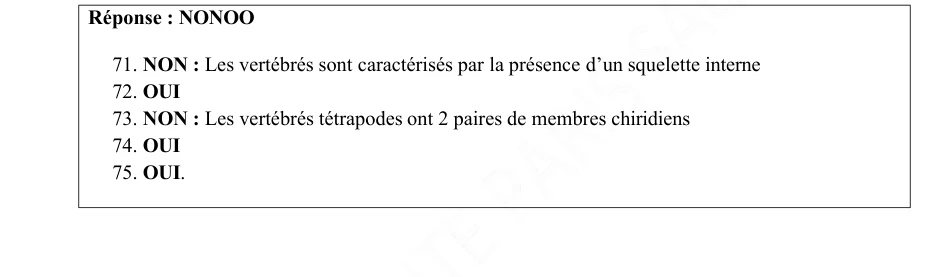 Réponse : NONOO
71. NON : Les vertébrés sont caractérisés par la présence d’un squelette interne
72. OUI
73. NON : Les vertébrés tétrapodes ont 2 paires de membres chiridiens
74. OUI
75. OUI.